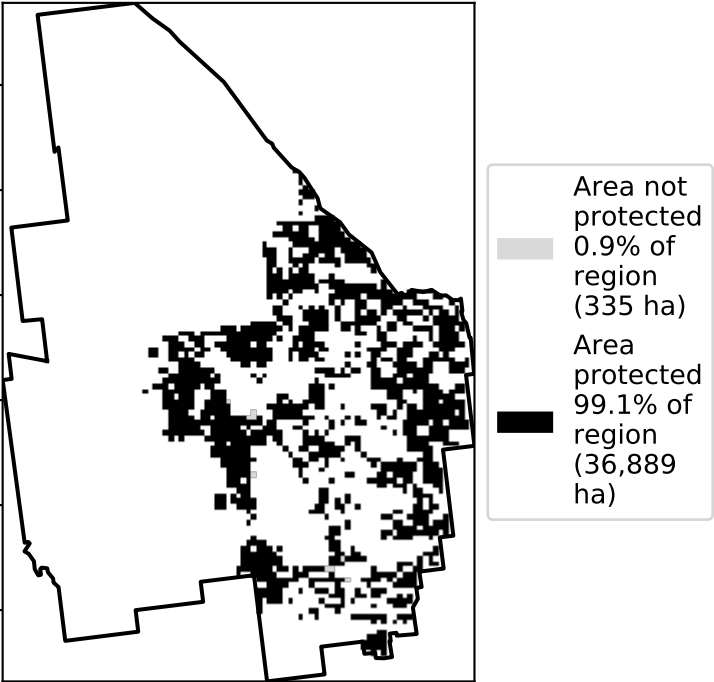 Area not
protected
0.9% of
region
(335 ha)
Area
protected
99.1% of
region
(36,889
ha)